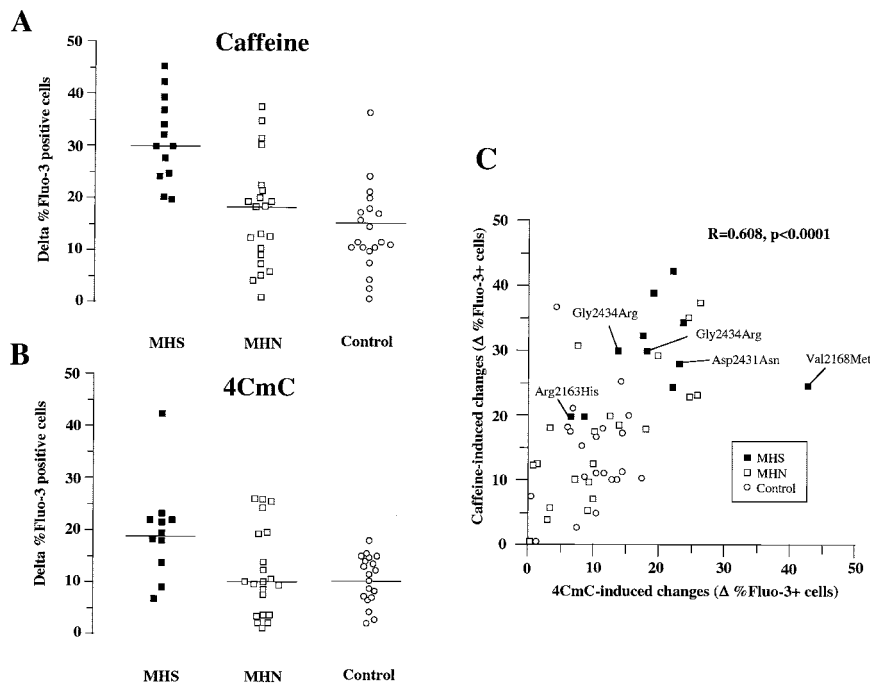 A
Caffeine
Delta %Fluo-3 positive cells
50
40
30
20
10
0
MHS
MHN
Control
B
4CmC
Delta %Fluo-3 positive cells
50
40
30
20
10
0
MHS
MHN
Control
C
R=0.608, p<0.0001
Caffeine-induced changes (Δ %Fluo-3+ cells)
50
40
30
20
10
0
Gly2434Arg
Gly2434Arg
Asp2431Asn
Val2168Met
Arg2163His
MHS
MHN
Control
0
10
20
30
40
50
4CmC-induced changes (Δ %Fluo-3+ cells)